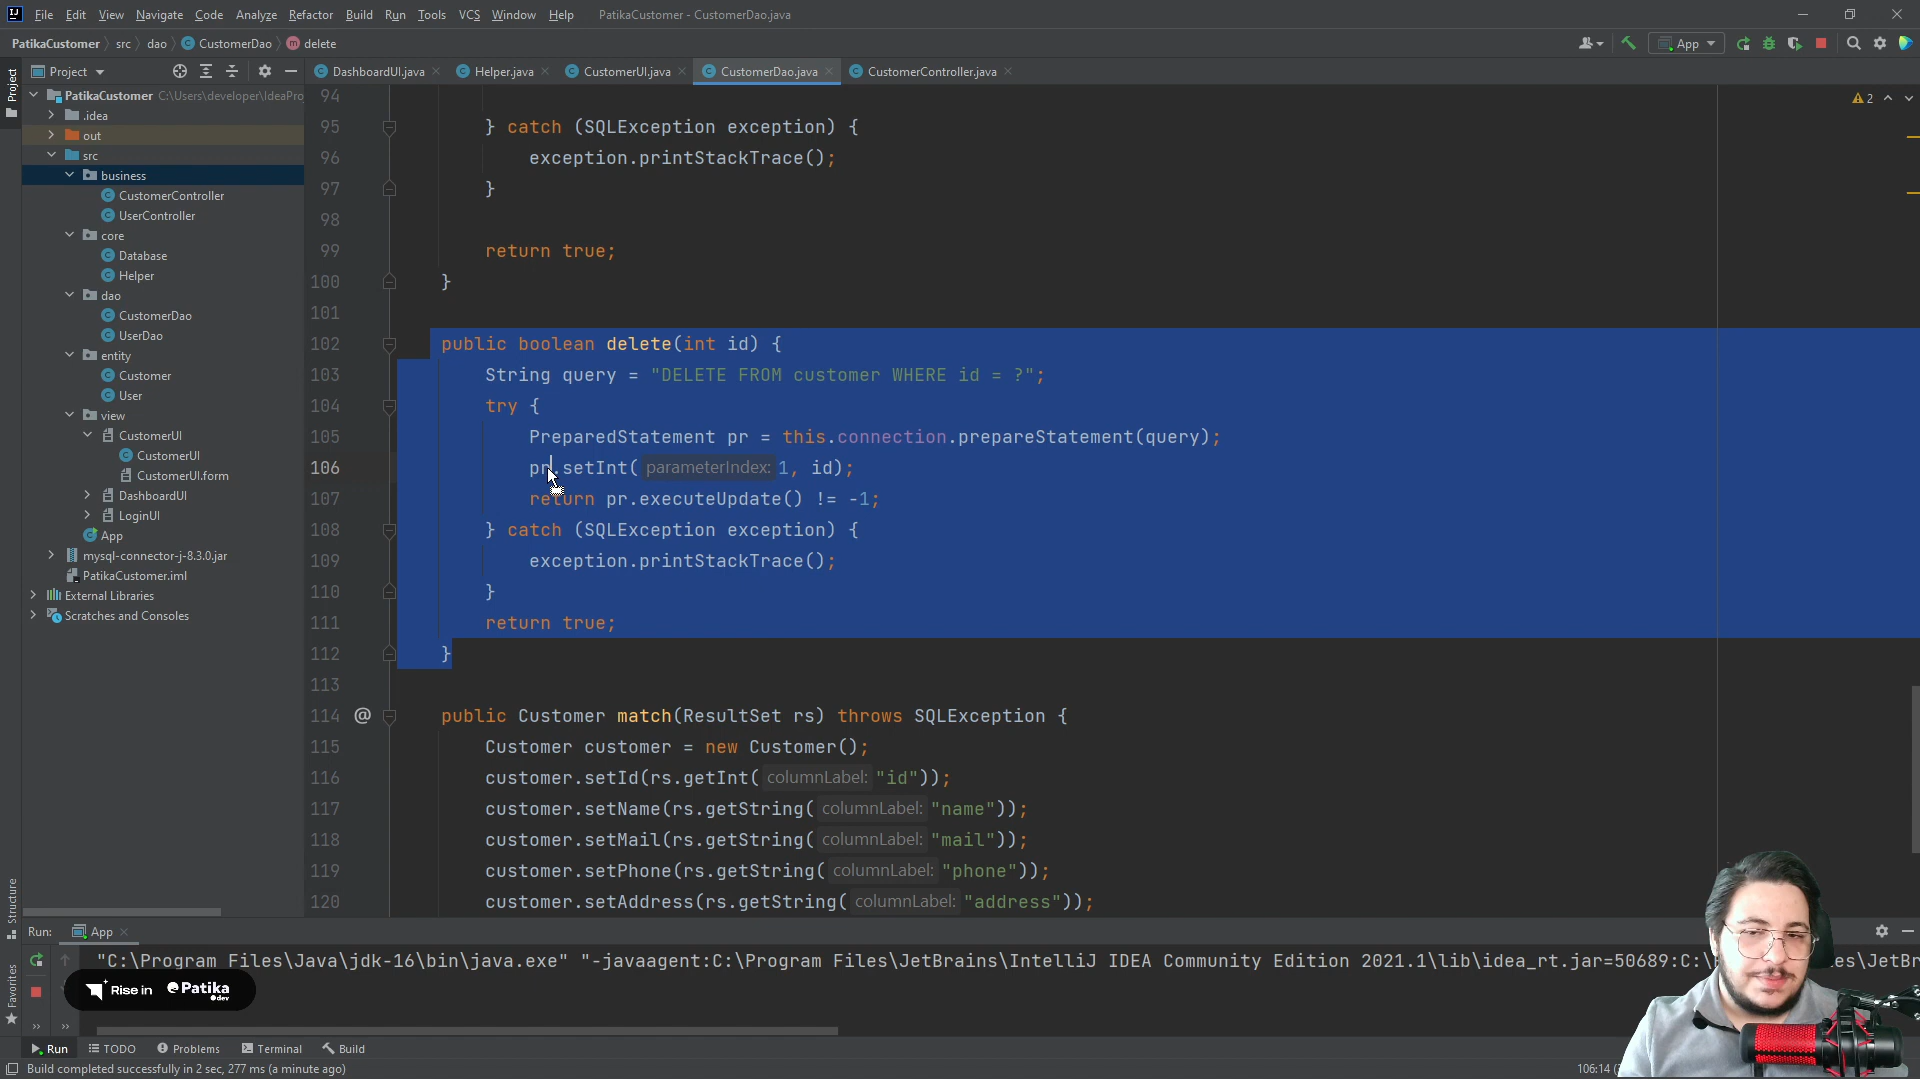 File Edit View Navigate Code Analyze Refactor Build Run Tools VCS Window Help PatikaCustomer - CustomerDao.java
PatikaCustomer src dao CustomerDao delete App
Project
Project
DashboardUI.java Helper.java CustomerUI.java CustomerDao.java CustomerController.java
PatikaCustomer C:\Users\developer\IdeaPro
.idea
out
src
business
CustomerController
UserController
core
Database
Helper
dao
CustomerDao
UserDao
entity
Customer
User
view
CustomerUI
CustomerUI
CustomerUI.form
DashboardUI
LoginUI
App
mysql-connector-j-8.3.0.jar
PatikaCustomer.iml
External Libraries
Scratches and Consoles
2
94
95 } catch (SQLException exception) {
96 exception.printStackTrace();
97 }
98
99 return true;
100 }
101
102 public boolean delete(int id) {
103 String query = "DELETE FROM customer WHERE id = ?";
104 try {
105 PreparedStatement pr = this.connection.prepareStatement(query);
106 pr.setInt( parameterIndex: 1, id);
107 return pr.executeUpdate() != -1;
108 } catch (SQLException exception) {
109 exception.printStackTrace();
110 }
111 return true;
112 }
113
114 @ public Customer match(ResultSet rs) throws SQLException {
115 Customer customer = new Customer();
116 customer.setId(rs.getInt( columnLabel: "id"));
117 customer.setName(rs.getString( columnLabel: "name"));
118 customer.setMail(rs.getString( columnLabel: "mail"));
119 customer.setPhone(rs.getString( columnLabel: "phone"));
120 customer.setAddress(rs.getString( columnLabel: "address"));
Structure
Favorites
Run: App
"C:\Program Files\Java\jdk-16\bin\java.exe" "-javaagent:C:\Program Files\JetBrains\IntelliJ IDEA Community Edition 2021.1\lib\idea_rt.jar=50689:C:\
Rise in Patika dev
Run TODO Problems Terminal Build
Build completed successfully in 2 sec, 277 ms (a minute ago) 106:14